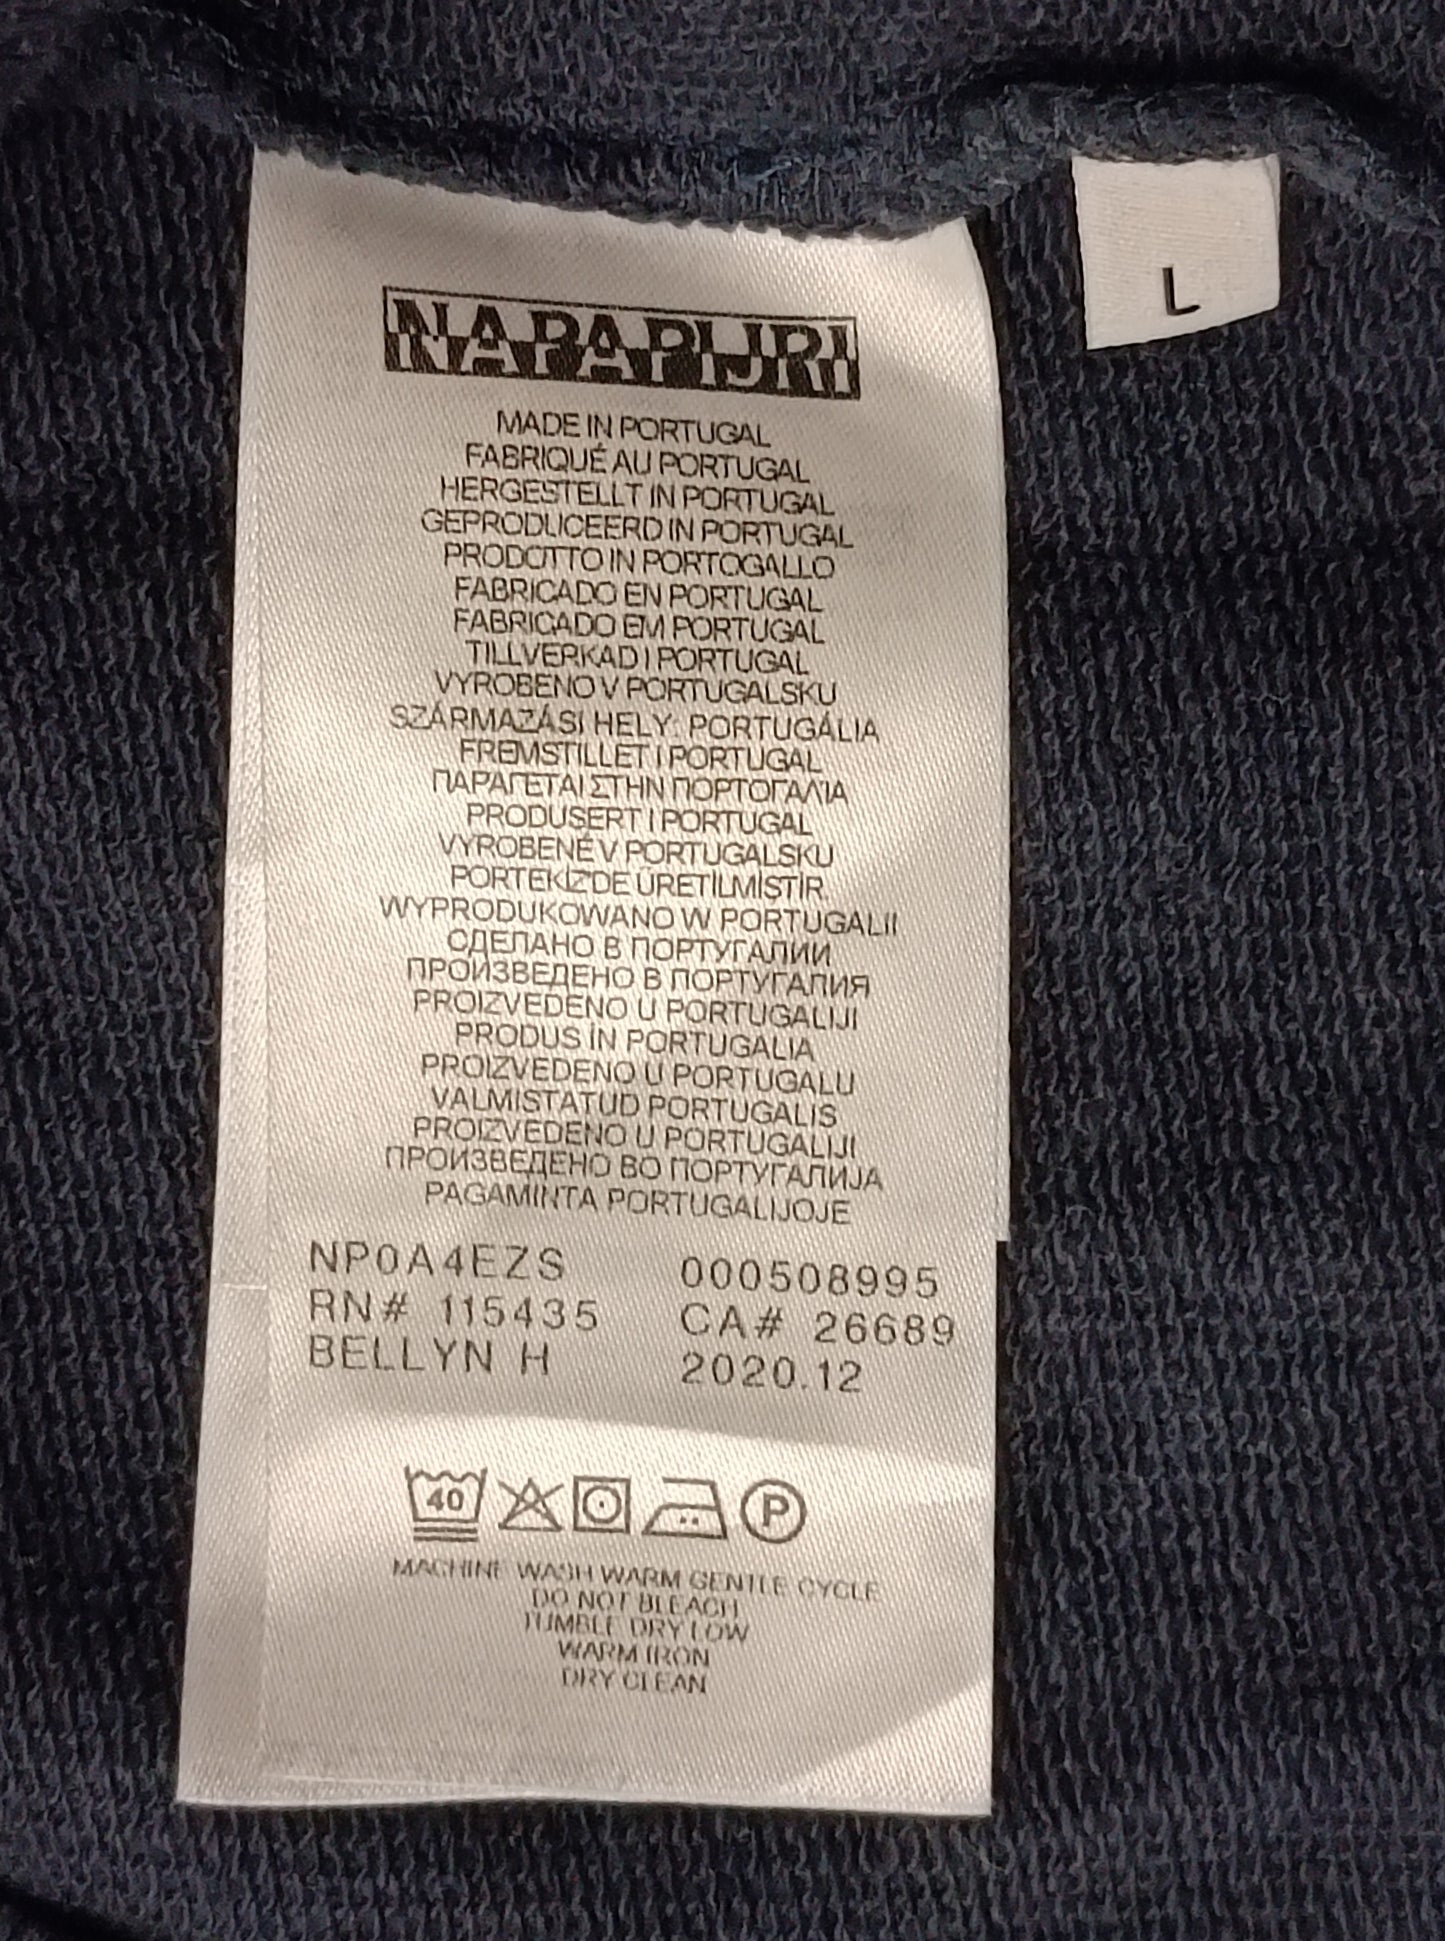 L
NAPAPIJRI
MADE IN PORTUGAL
FABRIQUÉ AU PORTUGAL
HERGESTELLT IN PORTUGAL
GEPRODUCEERD IN PORTUGAL
PRODOTTO IN PORTOGALLO
FABRICADO EN PORTUGAL
FABRICADO EM PORTUGAL
TILLVERKAD I PORTUGAL
VYROBENO V PORTUGALSKU
SZÁRMAZÁSI HELY: PORTUGÁLIA
FREMSTILLET I PORTUGAL
ΠΑΡΑΓΕΤΑΙ ΣΤΗΝ ΠΟΡΤΟΓΑΛΊΑ
PRODUSERT I PORTUGAL
VYROBENÉ V PORTUGALSKU
PORTEKİZ'DE ÜRETİLMİŞTİR.
WYPRODUKOWANO W PORTUGALII
СДЕЛАНО В ПОРТУГАЛИИ
ПРОИЗВЕДЕНО В ПОРТУГАЛИЯ
PROIZVEDENO U PORTUGALIJI
PRODUS ÎN PORTUGALIA
PROIZVEDENO U PORTUGALU
VALMISTATUD PORTUGALIS
PROIZVEDENO U PORTUGALIJI
ПРОИЗВЕДЕНО ВО ПОРТУГАЛИЈА
PAGAMINTA PORTUGALIJOJE
NP0A4EZS 000508995
RN# 115435 CA# 26689
BELLYN H 2020.12
40 P
MACHINE WASH WARM GENTLE CYCLE
DO NOT BLEACH
TUMBLE DRY LOW
WARM IRON
DRY CLEAN